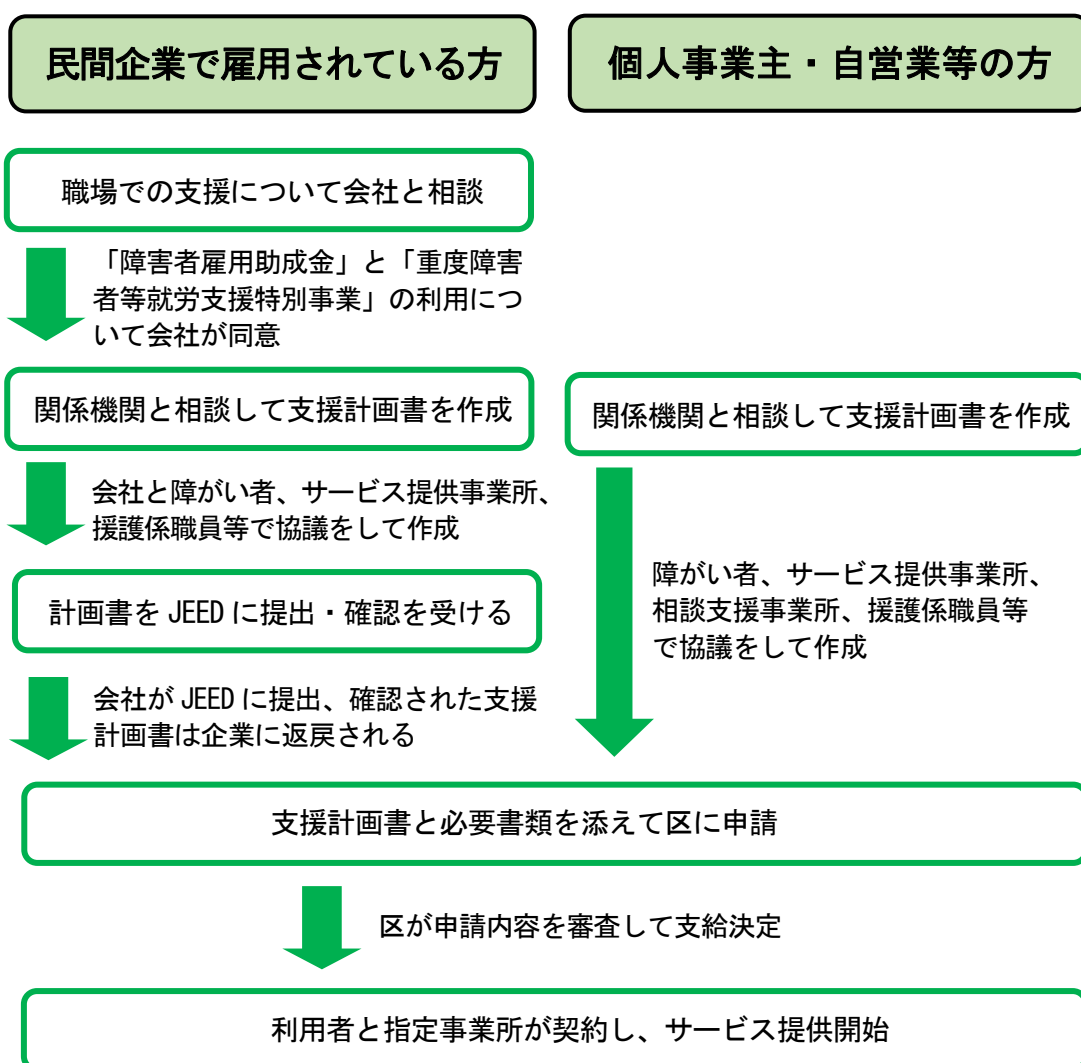 民間企業で雇用されている方
個人事業主・自営業等の方
職場での支援について会社と相談
「障害者雇用助成金」と「重度障害
者等就労支援特別事業」の利用につ
いて会社が同意
関係機関と相談して支援計画書を作成
関係機関と相談して支援計画書を作成
会社と障がい者、サービス提供事業所、
援護係職員等で協議をして作成
障がい者、サービス提供事業所、
相談支援事業所、援護係職員等
で協議をして作成
計画書を JEED に提出・確認を受ける
会社が JEED に提出、確認された支援
計画書は企業に返戻される
支援計画書と必要書類を添えて区に申請
区が申請内容を審査して支給決定
利用者と指定事業所が契約し、サービス提供開始